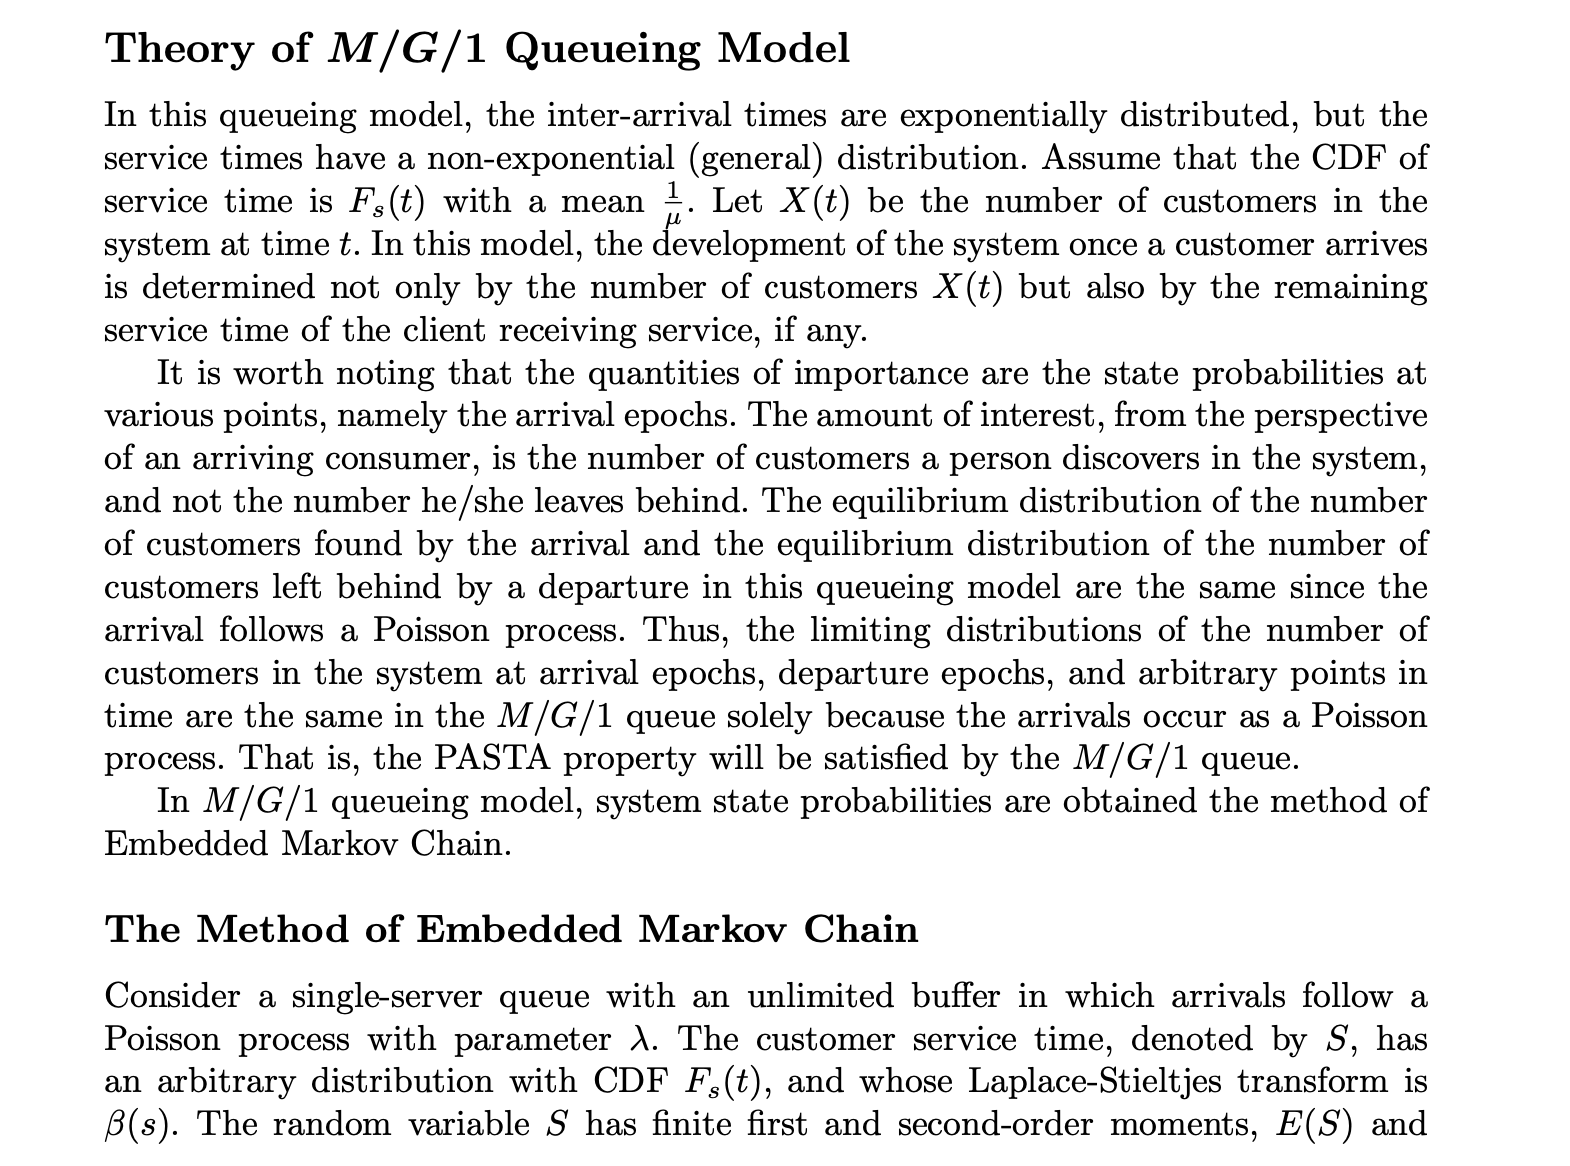 Theory of M/G/1 Queueing Model
In this queueing model, the inter-arrival times are exponentially distributed, but the
service times have a non-exponential (general) distribution. Assume that the CDF of
service time is Fₛ(t) with a mean 1/μ. Let X(t) be the number of customers in the
system at time t. In this model, the development of the system once a customer arrives
is determined not only by the number of customers X(t) but also by the remaining
service time of the client receiving service, if any.
It is worth noting that the quantities of importance are the state probabilities at
various points, namely the arrival epochs. The amount of interest, from the perspective
of an arriving consumer, is the number of customers a person discovers in the system,
and not the number he/she leaves behind. The equilibrium distribution of the number
of customers found by the arrival and the equilibrium distribution of the number of
customers left behind by a departure in this queueing model are the same since the
arrival follows a Poisson process. Thus, the limiting distributions of the number of
customers in the system at arrival epochs, departure epochs, and arbitrary points in
time are the same in the M/G/1 queue solely because the arrivals occur as a Poisson
process. That is, the PASTA property will be satisfied by the M/G/1 queue.
In M/G/1 queueing model, system state probabilities are obtained the method of
Embedded Markov Chain.
The Method of Embedded Markov Chain
Consider a single-server queue with an unlimited buffer in which arrivals follow a
Poisson process with parameter λ. The customer service time, denoted by S, has
an arbitrary distribution with CDF Fₛ(t), and whose Laplace-Stieltjes transform is
β(s). The random variable S has finite first and second-order moments, E(S) and